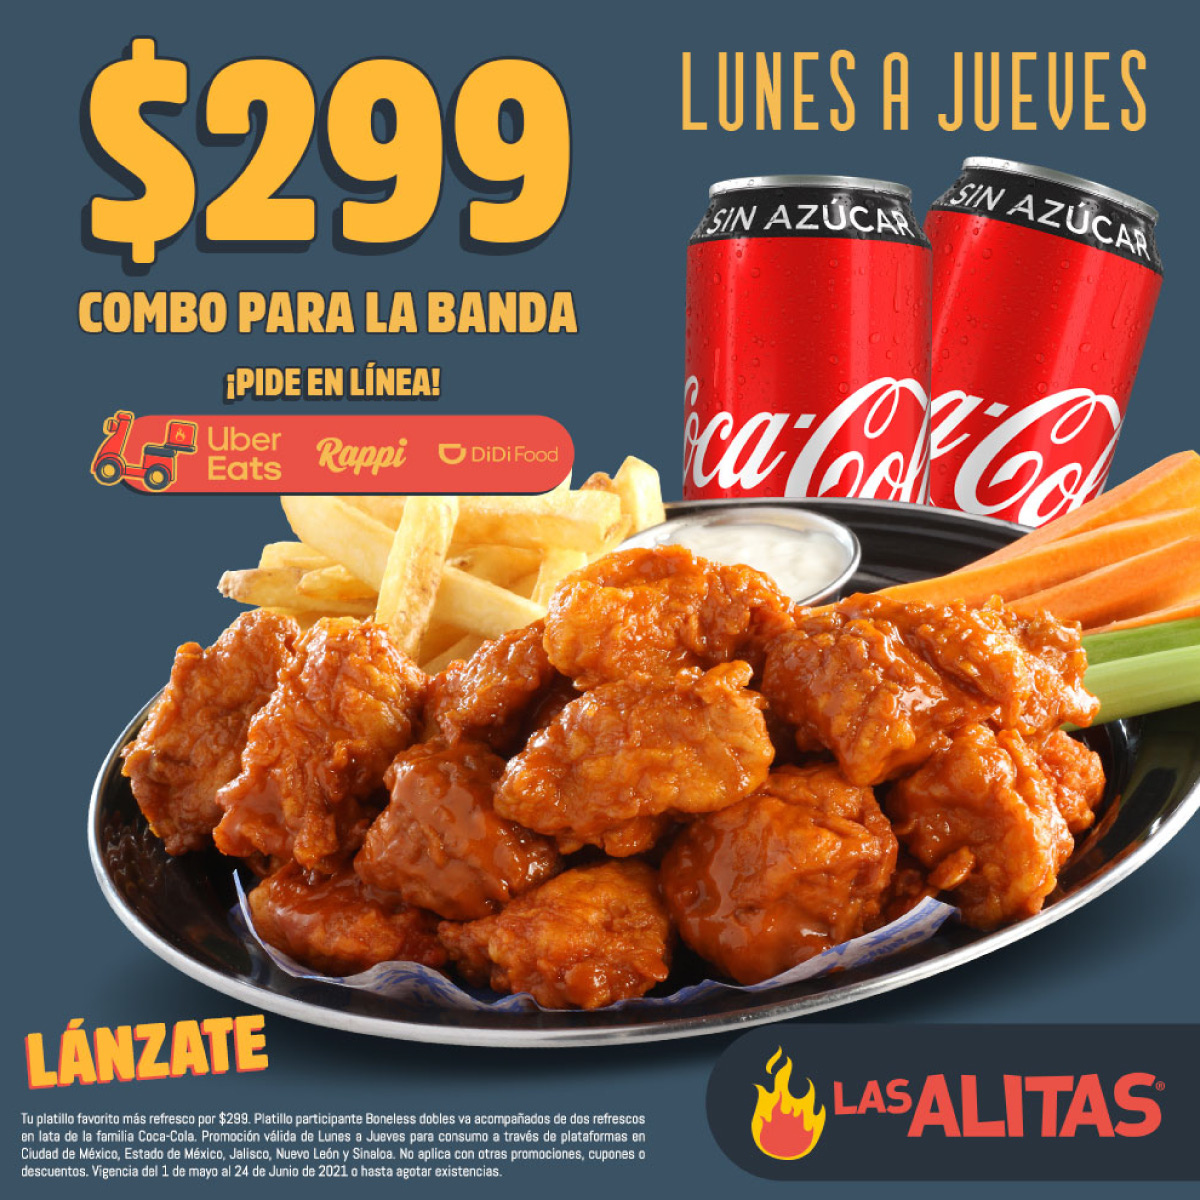 $299
LUNES A JUEVES
COMBO PARA LA BANDA
¡PIDE EN LÍNEA!
Uber
Eats
Rappi
DiDi Food
SIN AZÚCAR
SIN AZÚCAR
Coca-Col
a-Col
LÁNZATE
Tu platillo favorito más refresco por $299. Platillo participante Boneless dobles va acompañados de dos refrescos
en lata de la familia Coca-Cola. Promoción válida de Lunes a Jueves para consumo a través de plataformas en
Ciudad de México, Estado de México, Jalisco, Nuevo León y Sinaloa. No aplica con otras promociones, cupones o
descuentos. Vigencia del 1 de mayo al 24 de Junio de 2021 o hasta agotar existencias.
LAS ALITAS®